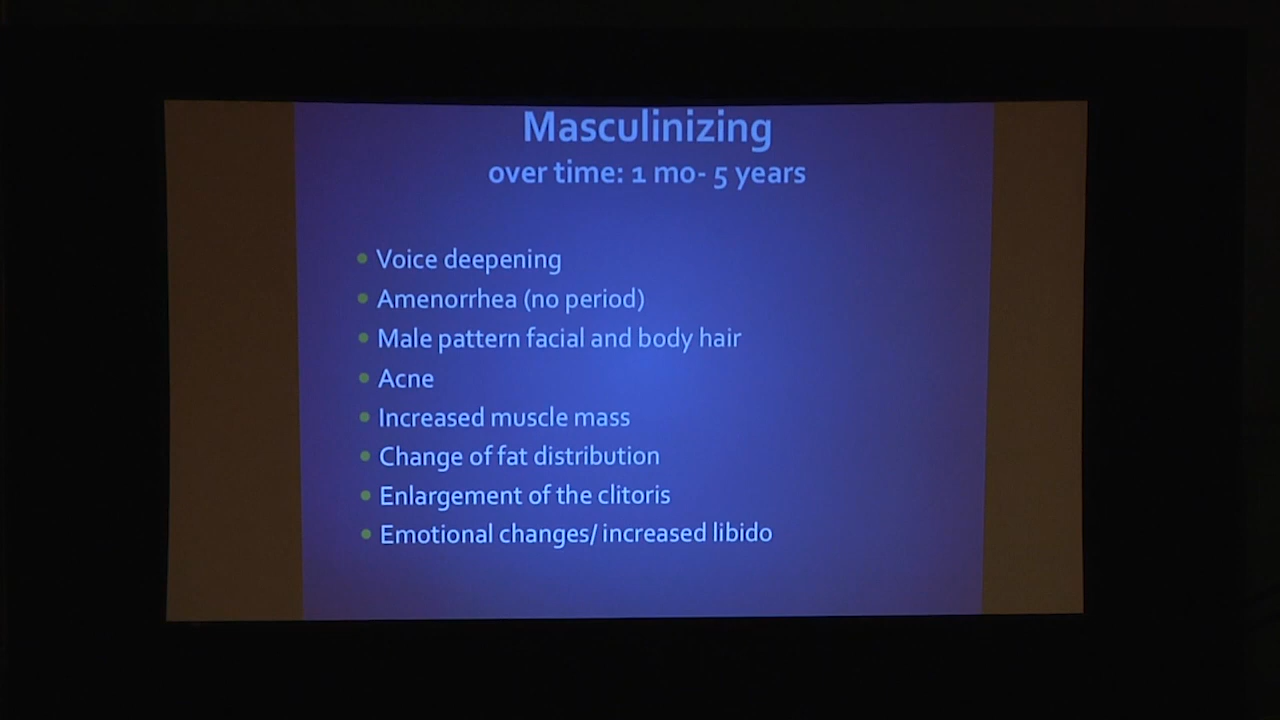 Masculinizing
over time: 1 mo- 5 years
Voice deepening
Amenorrhea (no period)
Male pattern facial and body hair
Acne
Increased muscle mass
Change of fat distribution
Enlargement of the clitoris
Emotional changes/ increased libido